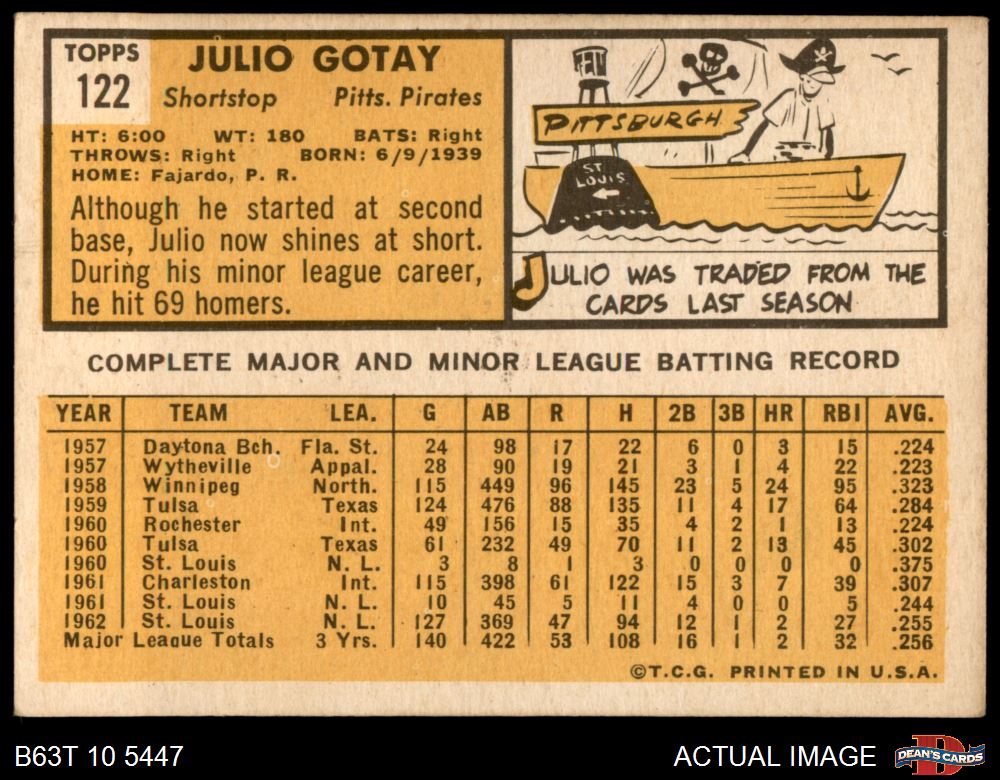 TOPPS
122
JULIO GOTAY
Shortstop Pitts. Pirates
HT: 6:00 WT: 180 BATS: Right
THROWS: Right BORN: 6/9/1939
HOME: Fajardo, P. R.
Although he started at second
base, Julio now shines at short.
During his minor league career,
he hit 69 homers.
PITTSBURGH
ST.
LOUIS
JULIO WAS TRADED FROM THE
CARDS LAST SEASON
COMPLETE MAJOR AND MINOR LEAGUE BATTING RECORD
YEAR TEAM LEA. G AB R H 2B 3B HR RBI AVG.
1957 Daytona Bch. Fla. St. 24 98 17 22 6 0 3 15 .224
1957 Wytheville Appal. 28 90 19 21 3 1 4 22 .223
1958 Winnipeg North. 115 449 96 145 23 5 24 95 .323
1959 Tulsa Texas 124 476 88 135 11 4 17 64 .284
1960 Rochester Int. 49 156 15 35 4 2 1 13 .224
1960 Tulsa Texas 61 232 49 70 11 2 13 45 .302
1960 St. Louis N. L. 3 8 1 3 0 0 0 0 .375
1961 Charleston Int. 115 398 61 122 15 3 7 39 .307
1961 St. Louis N. L. 10 45 5 11 4 0 0 5 .244
1962 St. Louis N. L. 127 369 47 94 12 1 2 27 .255
Major League Totals 3 Yrs. 140 422 53 108 16 1 2 32 .256
©T.C.G. PRINTED IN U.S.A.
B63T 10 5447 ACTUAL IMAGE
DEAN'S CARDS